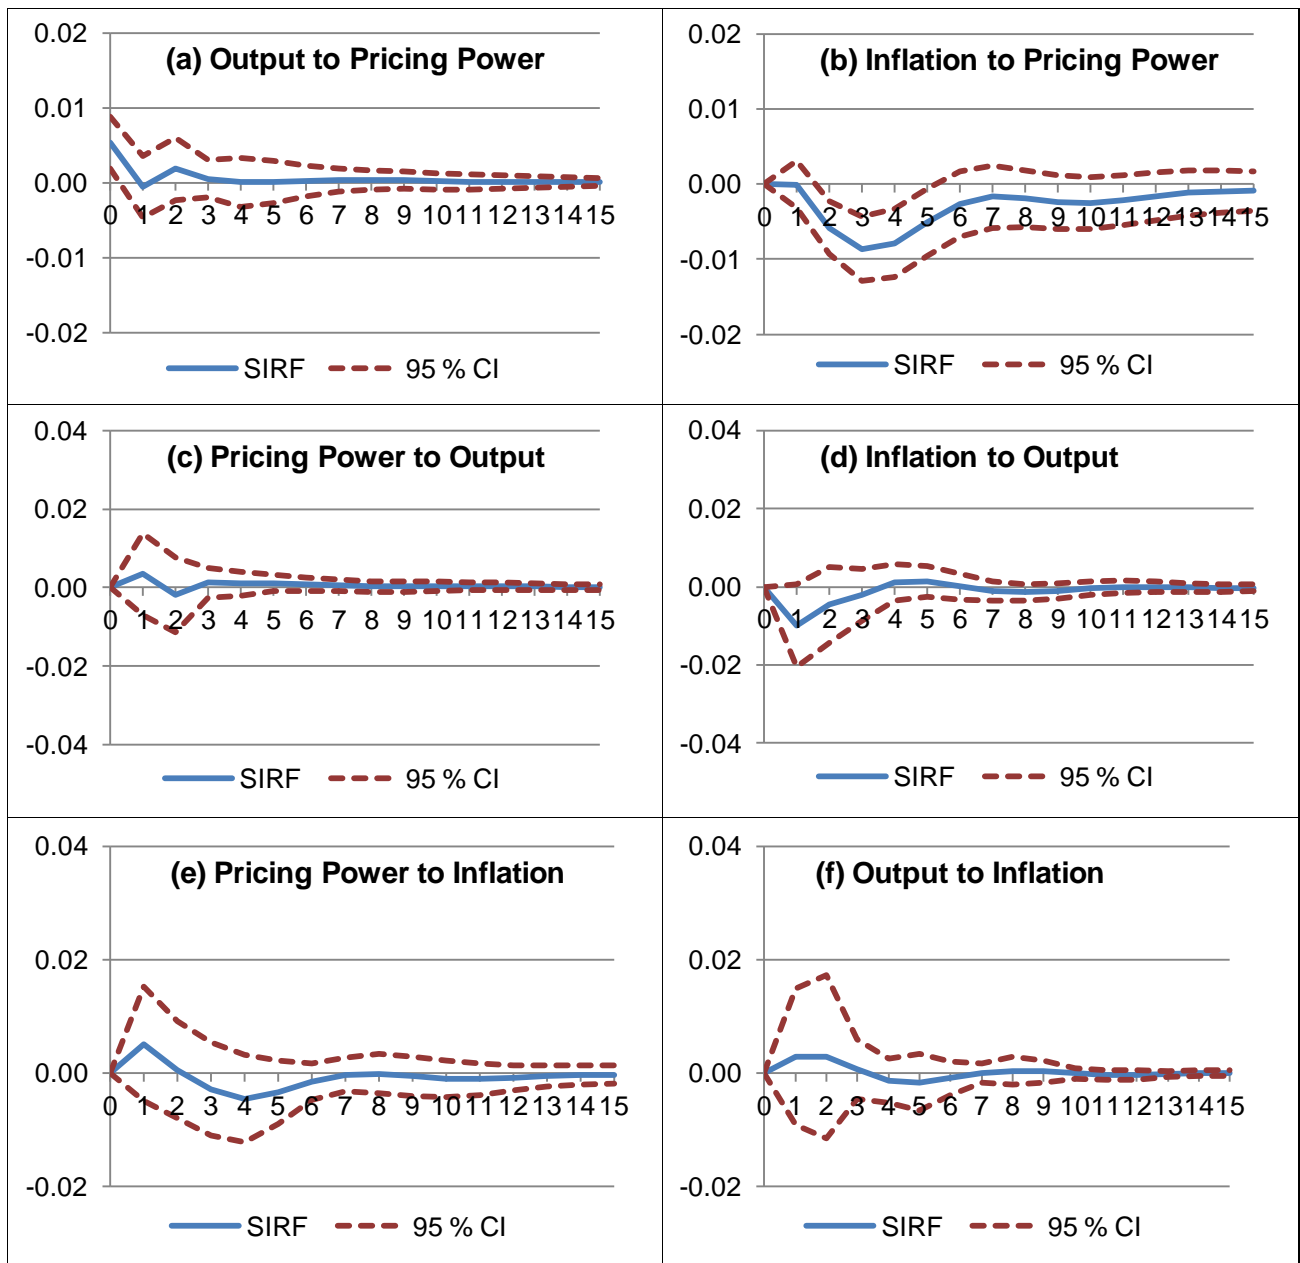 (a) Output to Pricing Power
0.02
0.01
0.00
-0.01
-0.02
0 1 2 3 4 5 6 7 8 9 10 11 12 13 14 15
SIRF 95 % CI
(b) Inflation to Pricing Power
0.02
0.01
0.00
-0.01
-0.02
0 1 2 3 4 5 6 7 8 9 10 11 12 13 14 15
SIRF 95 % CI
(c) Pricing Power to Output
0.04
0.02
0.00
-0.02
-0.04
0 1 2 3 4 5 6 7 8 9 10 11 12 13 14 15
SIRF 95 % CI
(d) Inflation to Output
0.04
0.02
0.00
-0.02
-0.04
0 1 2 3 4 5 6 7 8 9 10 11 12 13 14 15
SIRF 95 % CI
(e) Pricing Power to Inflation
0.04
0.02
0.00
-0.02
0 1 2 3 4 5 6 7 8 9 10 11 12 13 14 15
SIRF 95 % CI
(f) Output to Inflation
0.04
0.02
0.00
-0.02
0 1 2 3 4 5 6 7 8 9 10 11 12 13 14 15
SIRF 95 % CI